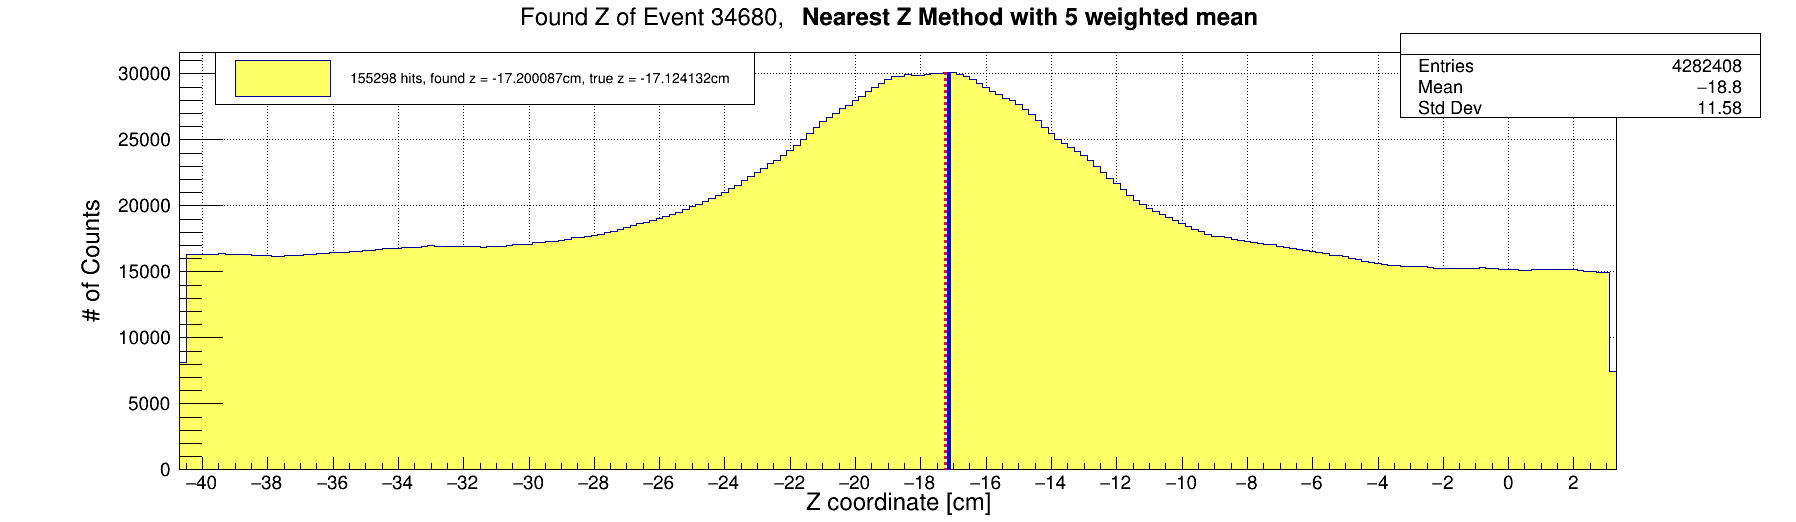 Found Z of Event 34680,   Nearest Z Method with 5 weighted mean
155298 hits, found z = -17.200087cm, true z = -17.124132cm
Entries 4282408
Mean −18.8
Std Dev 11.58
30000
25000
20000
15000
10000
5000
0
# of Counts
−40 −38 −36 −34 −32 −30 −28 −26 −24 −22 −20 −18 −16 −14 −12 −10 −8 −6 −4 −2 0 2
Z coordinate [cm]